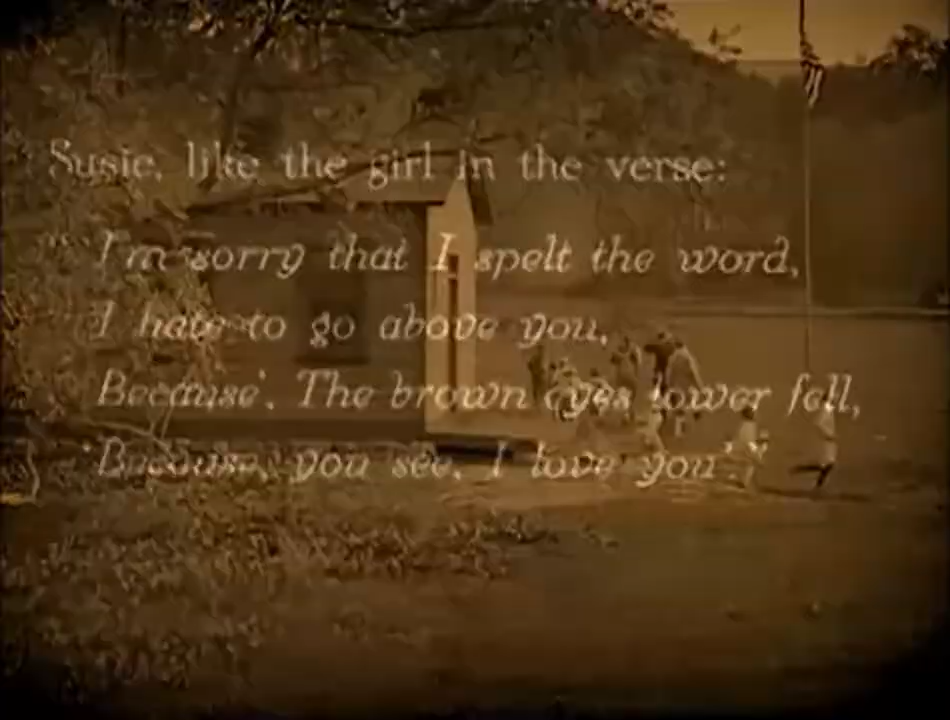 Susie, like the girl in the verse:
I'm sorry that I spelt the word,
I hate to go above you,
Because'. The brown eyes lower fell,
'Because, you see, I love you'."